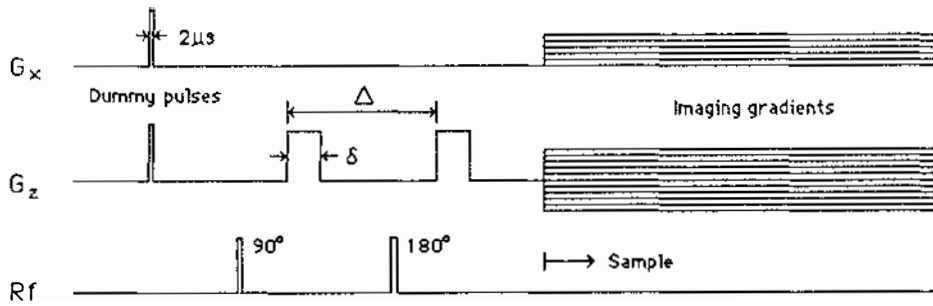 2µs
Gx
Dummy pulses
Δ
Imaging gradients
δ
Gz
90°
180°
Sample
Rf